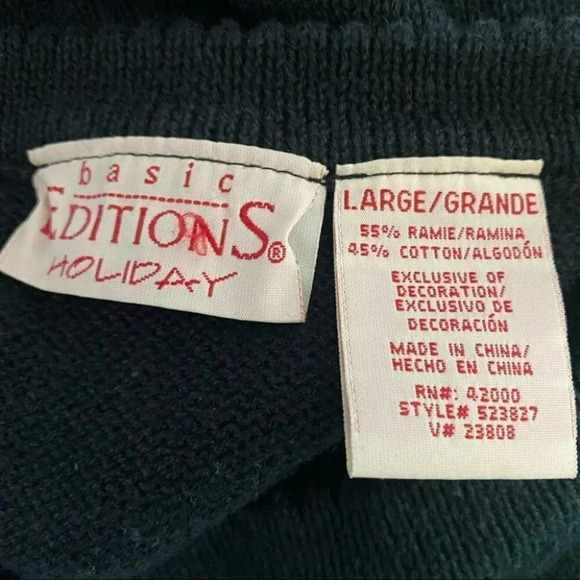 basic
EDITIONS®
HOLIDAY
LARGE/GRANDE
55% RAMIE/RAMINA
45% COTTON/ALGODÓN
EXCLUSIVE OF
DECORATION/
EXCLUSIVO DE
DECORACIÓN
MADE IN CHINA/
HECHO EN CHINA
RN#: 42000
STYLE# 523827
V# 23808